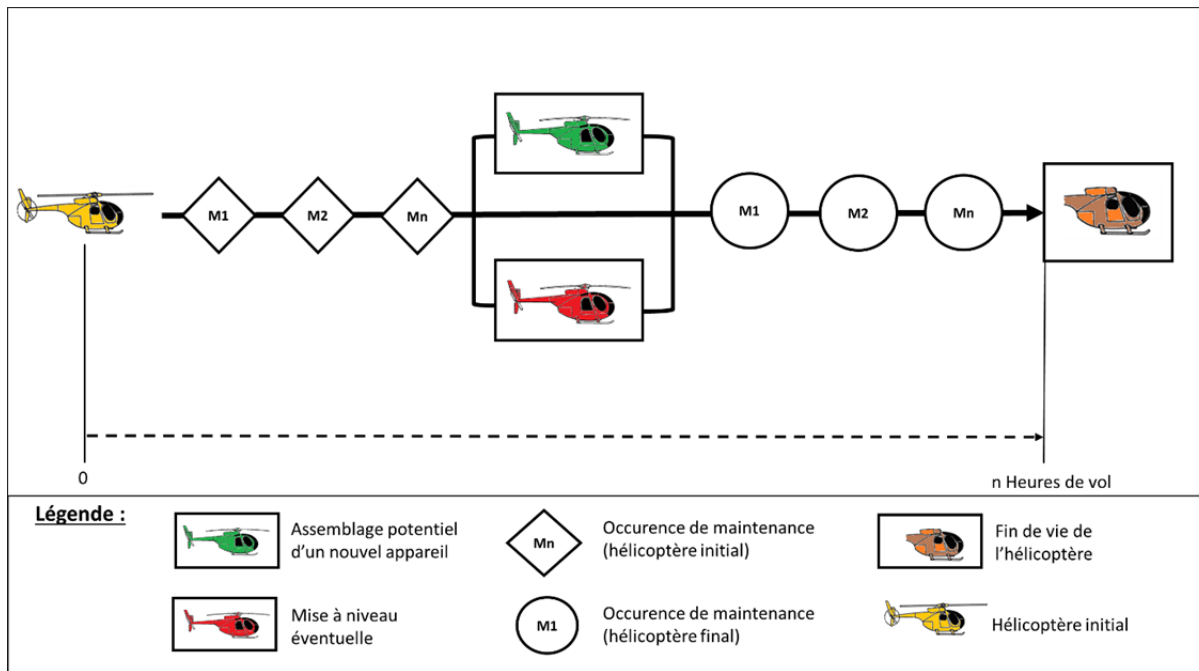 M1
M2
Mn
M1
M2
Mn
0
n Heures de vol
Légende :
Assemblage potentiel
d'un nouvel appareil
Mn
Occurence de maintenance
(hélicoptère initial)
Fin de vie de
l'hélicoptère
Mise à niveau
éventuelle
M1
Occurence de maintenance
(hélicoptère final)
Hélicoptère initial